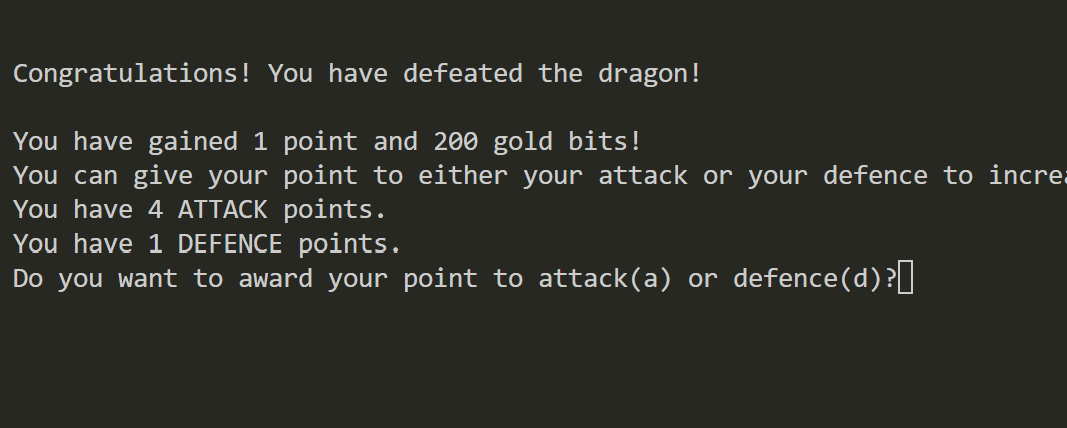 Congratulations! You have defeated the dragon!
You have gained 1 point and 200 gold bits!
You can give your point to either your attack or your defence to
You have 4 ATTACK points.
You have 1 DEFENCE points.
Do you want to award your point to attack(a) or defence(d)?